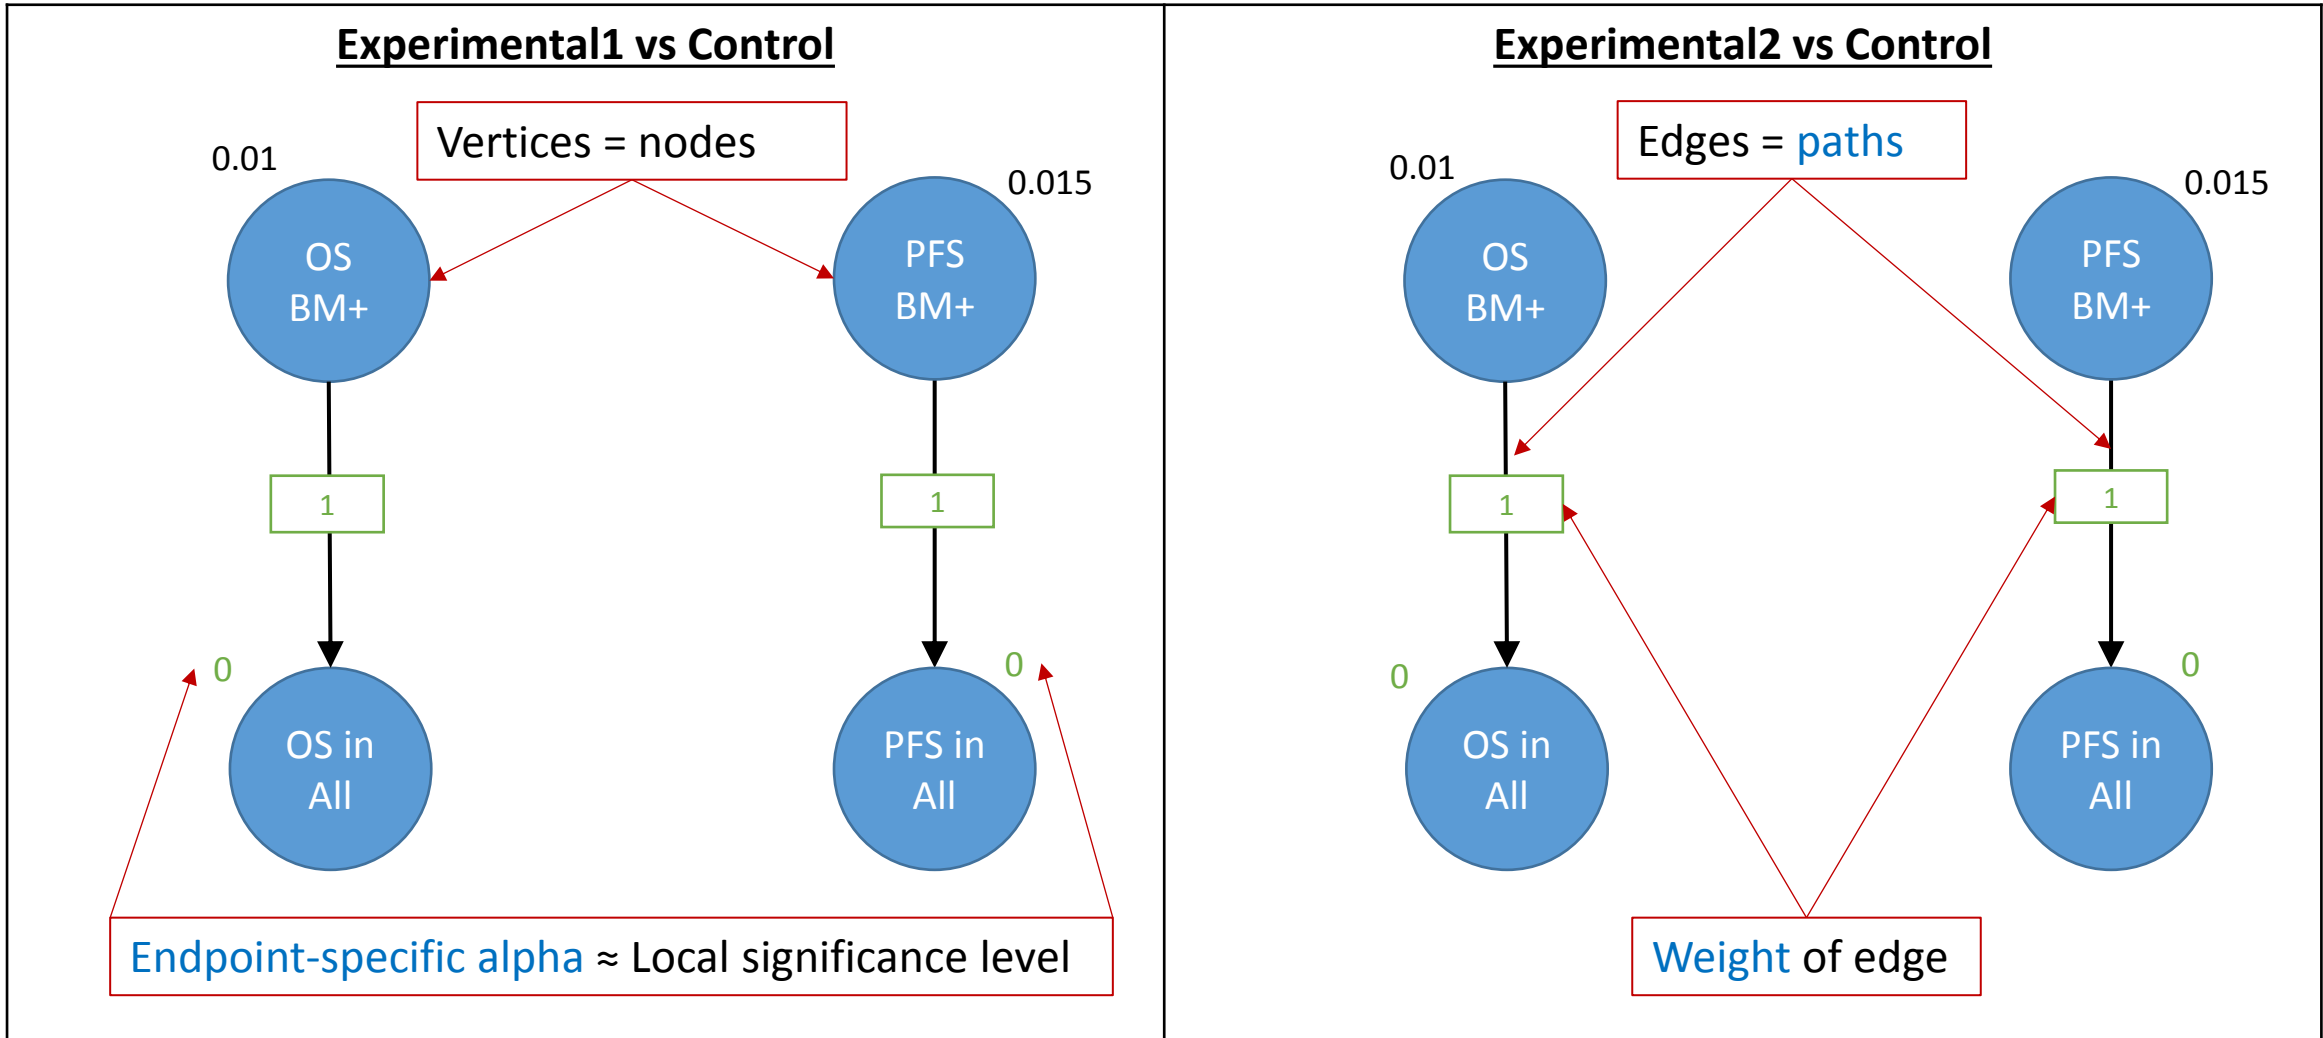 Experimental1 vs Control
Vertices = nodes
0.01
0.015
OS
BM+
PFS
BM+
1
1
0
0
OS in
All
PFS in
All
Endpoint-specific alpha ≈ Local significance level
Experimental2 vs Control
Edges = paths
0.01
0.015
OS
BM+
PFS
BM+
1
1
0
0
OS in
All
PFS in
All
Weight of edge